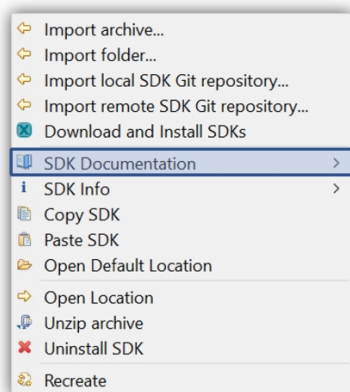 Import archive...
Import folder...
Import local SDK Git repository...
Import remote SDK Git repository...
Download and Install SDKs
SDK Documentation
SDK Info
Copy SDK
Paste SDK
Open Default Location
Open Location
Unzip archive
Uninstall SDK
Recreate